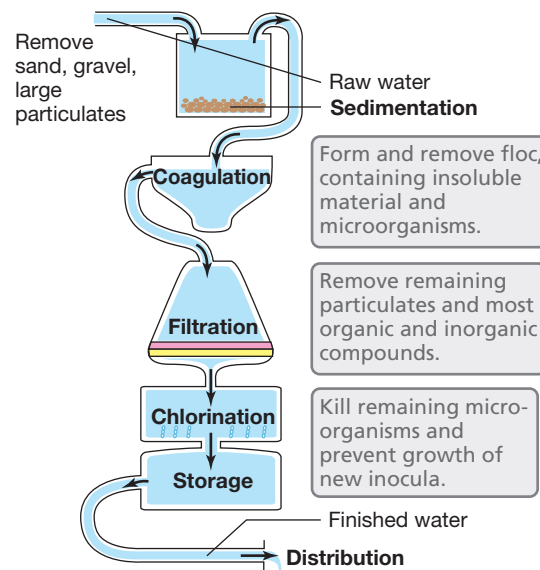 Remove
sand, gravel,
large
particulates
Raw water
Sedimentation
Coagulation
Form and remove floc,
containing insoluble
material and
microorganisms.
Filtration
Remove remaining
particulates and most
organic and inorganic
compounds.
Chlorination
Kill remaining micro-
organisms and
prevent growth of
new inocula.
Storage
Finished water
Distribution